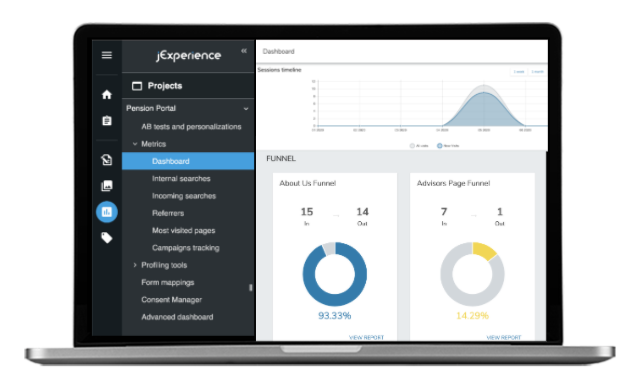 jExperience
«
Projects
Pension Portal
AB tests and personalizations
Metrics
Dashboard
Internal searches
Incoming searches
Referrers
Most visited pages
Campaigns tracking
Profiling tools
Form mappings
Consent Manager
Advanced dashboard
Dashboard
Sessions timeline
FUNNEL
About Us Funnel
15 14
In Out
93.33%
VIEW REPORT
Advisors Page Funnel
7 1
In Out
14.29%
VIEW REPORT